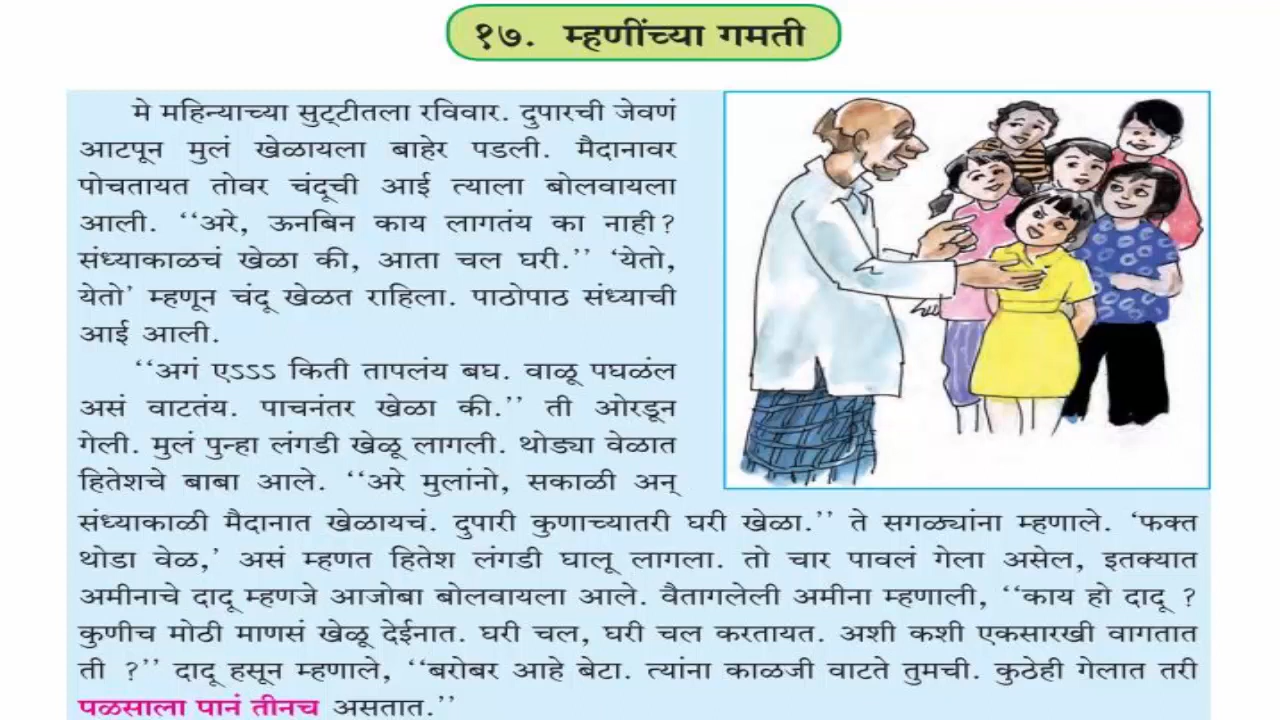 १७. म्हणींच्या गमती
मे महिन्याच्या सुट्टीतला रविवार. दुपारची जेवणं
आटपून मुलं खेळायला बाहेर पडली. मैदानावर
पोचतायत तोवर चंदूची आई त्याला बोलवायला
आली. ‘‘अरे, ऊनबिन काय लागतंय का नाही?
संध्याकाळचं खेळा की, आता चल घरी.’’ ‘येतो,
येतो’ म्हणून चंदू खेळत राहिला. पाठोपाठ संध्याची
आई आली.
‘‘अगं एऽऽऽ किती तापलंय बघ. वाळू पघळंल
असं वाटतंय. पाचनंतर खेळा की.’’ ती ओरडून
गेली. मुलं पुन्हा लंगडी खेळू लागली. थोड्या वेळात
हितेशचे बाबा आले. ‘‘अरे मुलांनो, सकाळी अन्
संध्याकाळी मैदानात खेळायचं. दुपारी कुणाच्यातरी घरी खेळा.’’ ते सगळ्यांना म्हणाले. ‘फक्त
थोडा वेळ,’ असं म्हणत हितेश लंगडी घालू लागला. तो चार पावलं गेला असेल, इतक्यात
अमीनाचे दादू म्हणजे आजोबा बोलवायला आले. वैतागलेली अमीना म्हणाली, ‘‘काय हो दादू ?
कुणीच मोठी माणसं खेळू देईनात. घरी चल, घरी चल करतायत. अशी कशी एकसारखी वागतात
ती ?’’ दादू हसून म्हणाले, ‘‘बरोबर आहे बेटा. त्यांना काळजी वाटते तुमची. कुठेही गेलात तरी
पळसाला पानं तीनच असतात.’’